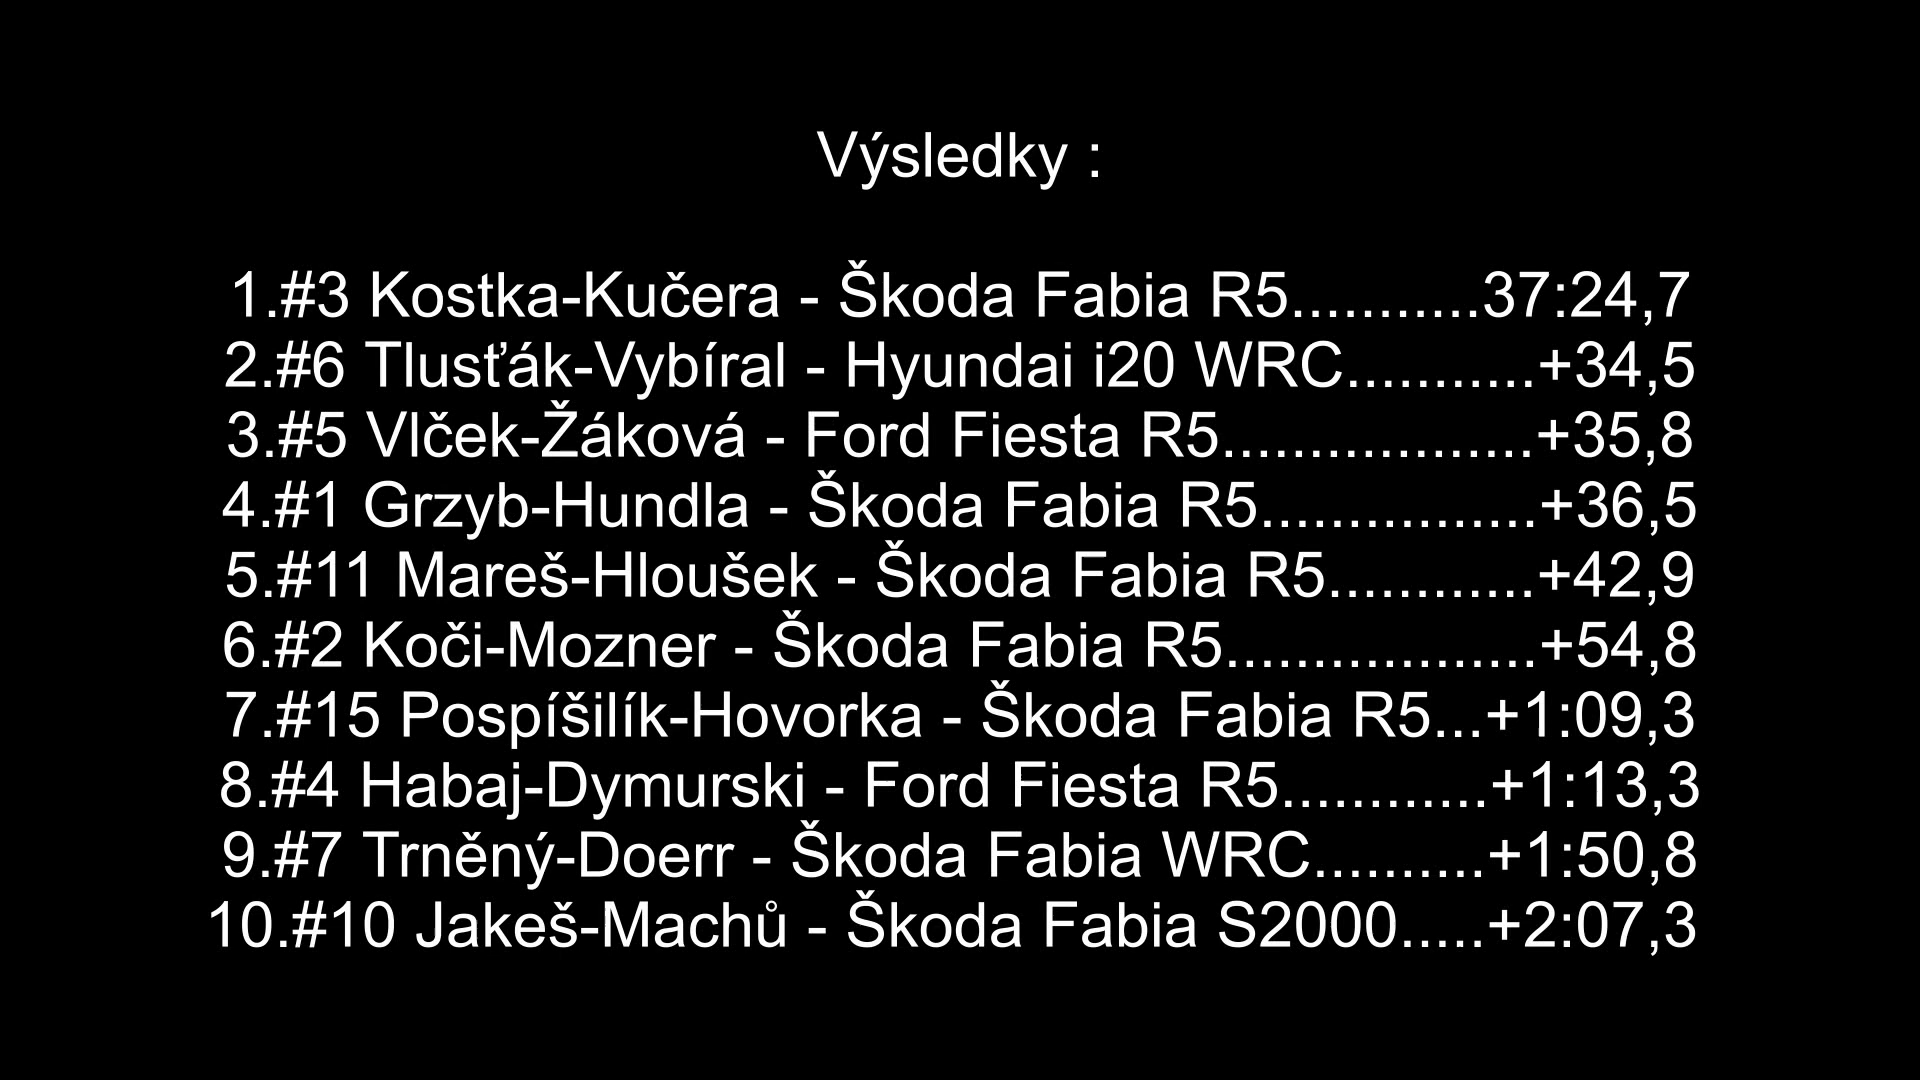 Výsledky :
1.#3 Kostka-Kučera - Škoda Fabia R5...........37:24,7
2.#6 Tlusťák-Vybíral - Hyundai i20 WRC...........+34,5
3.#5 Vlček-Žáková - Ford Fiesta R5..................+35,8
4.#1 Grzyb-Hundla - Škoda Fabia R5................+36,5
5.#11 Mareš-Hloušek - Škoda Fabia R5............+42,9
6.#2 Koči-Mozner - Škoda Fabia R5..................+54,8
7.#15 Pospíšilík-Hovorka - Škoda Fabia R5...+1:09,3
8.#4 Habaj-Dymurski - Ford Fiesta R5............+1:13,3
9.#7 Trněný-Doerr - Škoda Fabia WRC..........+1:50,8
10.#10 Jakeš-Machů - Škoda Fabia S2000.....+2:07,3